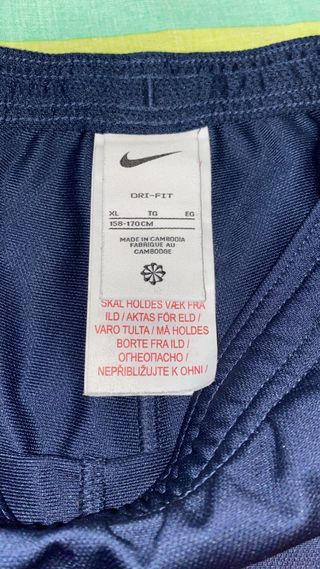 DRI-FIT
XL TG EG
158-170CM
MADE IN CAMBODIA
FABRIQUE AU
CAMBODGE
SKAL HOLDES VÆK FRA
ILD / AKTAS FÖR ELD /
VARO TULTA / MÅ HOLDES
BORTE FRA ILD /
ОГНЕОПАСНО /
NEPŘIBLIŽUJTE K OHNI /